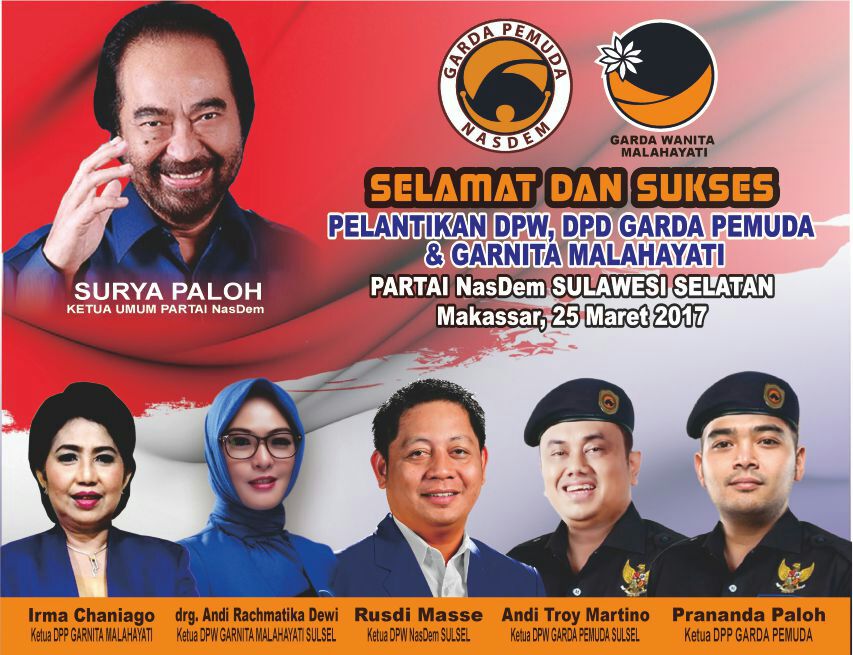 GARDA PEMUDA
NASDEM
GARDA WANITA
MALAHAYATI
SELAMAT DAN SUKSES
PELANTIKAN DPW, DPD GARDA PEMUDA
& GARNITA MALAHAYATI
PARTAI NasDem SULAWESI SELATAN
Makassar, 25 Maret 2017
SURYA PALOH
KETUA UMUM PARTAI NasDem
Irma Chaniago
Ketua DPP GARNITA MALAHAYATI
drg. Andi Rachmatika Dewi
Ketua DPW GARNITA MALAHAYATI SULSEL
Rusdi Masse
Ketua DPW NasDem SULSEL
Andi Troy Martino
Ketua DPW GARDA PEMUDA SULSEL
Prananda Paloh
Ketua DPP GARDA PEMUDA